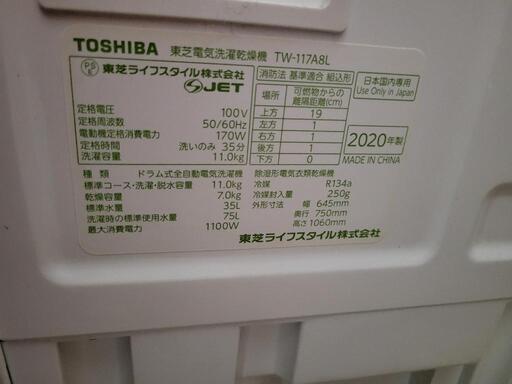 TOSHIBA 東芝電気洗濯乾燥機 TW-117A8L
PS E 東芝ライフスタイル株式会社
JET
定格電圧 100V
定格周波数 50/60Hz
電動機定格消費電力 170W
定格時間 洗いのみ 35分
洗濯容量 11.0kg
消防法 基準適合 組込形
場所 可燃物からの離隔距離(cm)
上方 19
左方 1
右方 1
後方 1
下方 0
日本国内専用
Use Only in Japan
2020年製
MADE IN CHINA
種 類 ドラム式全自動電気洗濯機
標準コース・洗濯・脱水容量 11.0kg
乾燥容量 7.0kg
標準水量 35L
洗濯時の標準使用水量 75L
最大消費電力 1100W
除湿形電気衣類乾燥機
冷媒 R134a
冷媒封入量 250g
外形寸法 幅 645mm
奥行 750mm
高さ 1060mm
東芝ライフスタイル株式会社